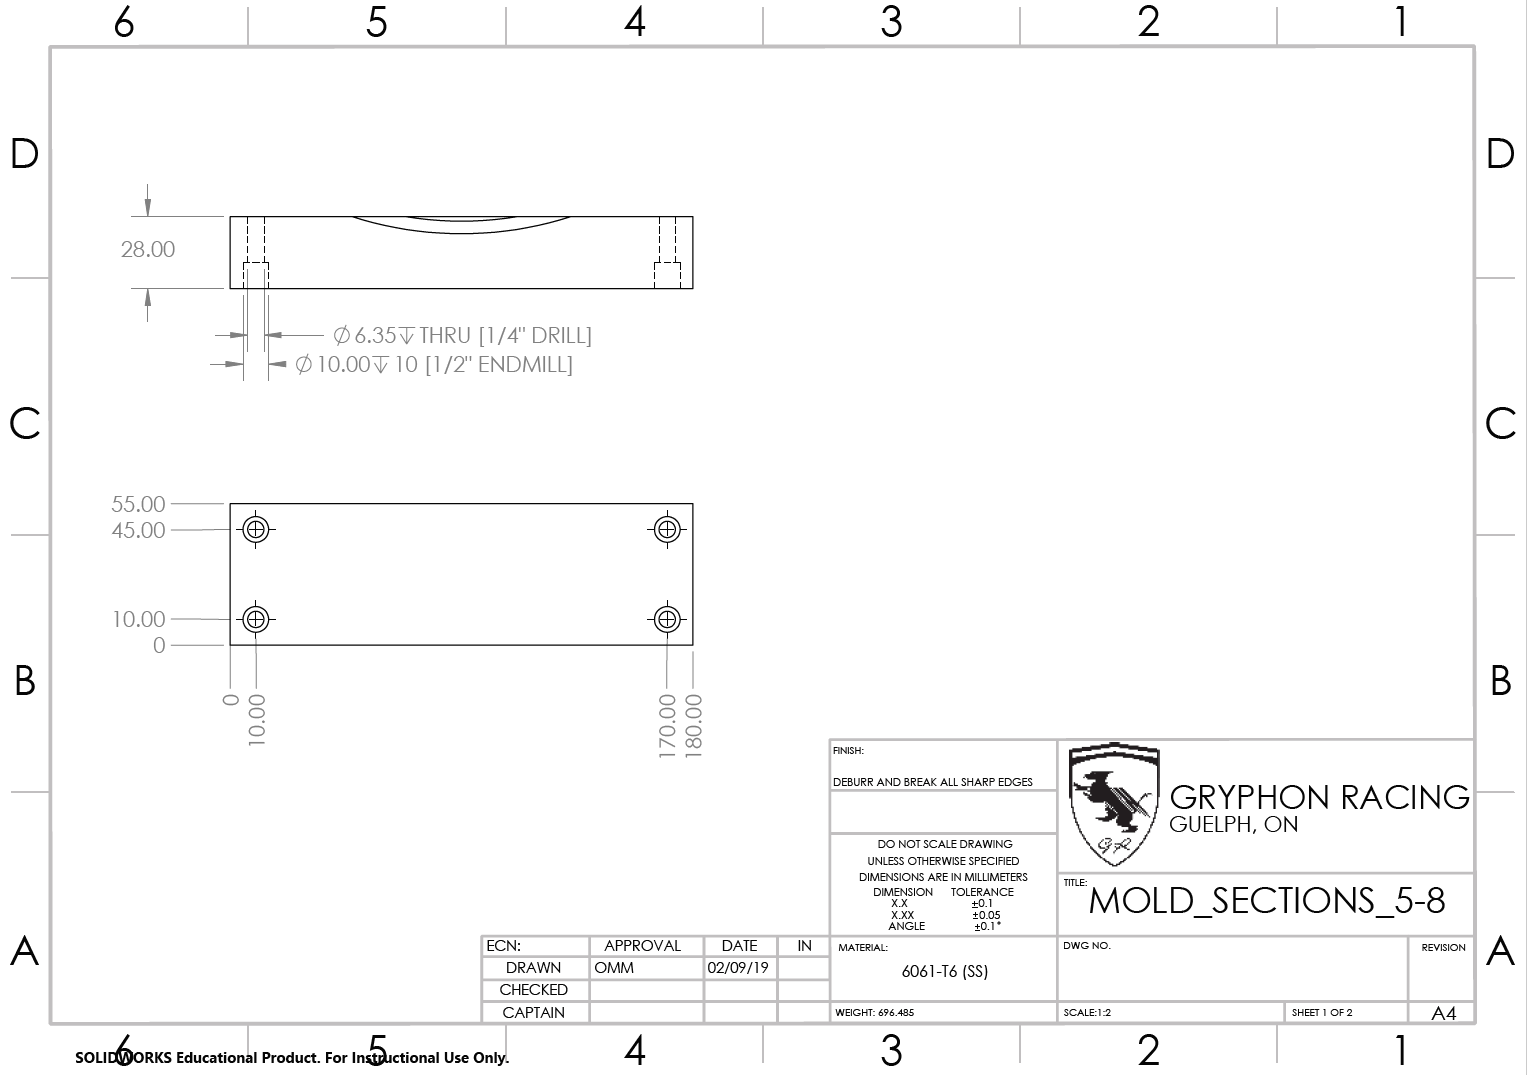 6 5 4 3 2 1
D D
28.00
∅6.35↧THRU [1/4" DRILL]
∅10.00↧10 [1/2" ENDMILL]
C C
55.00
45.00
10.00
0
B B
0 10.00 170.00 180.00
FINISH:
DEBURR AND BREAK ALL SHARP EDGES
GRYPHON RACING
GUELPH, ON
DO NOT SCALE DRAWING
UNLESS OTHERWISE SPECIFIED
DIMENSIONS ARE IN MILLIMETERS
DIMENSION TOLERANCE
X.X ±0.1
X.XX ±0.05
ANGLE ±0.1°
TITLE:
MOLD_SECTIONS_5-8
A A
ECN: APPROVAL DATE IN
DRAWN OMM 02/09/19
CHECKED
CAPTAIN
MATERIAL:
6061-T6 (SS)
WEIGHT: 696.485
DWG NO.
REVISION
SCALE:1:2
SHEET 1 OF 2
A4
6 5 4 3 2 1
SOLIDWORKS Educational Product. For Instructional Use Only.